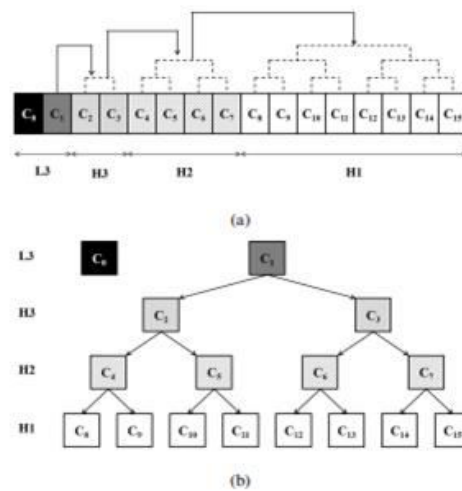 C₀ C₁ C₂ C₃ C₄ C₅ C₆ C₇ C₈ C₉ C₁₀ C₁₁ C₁₂ C₁₃ C₁₄ C₁₅
L3 H3 H2 H1
(a)
L3 C₀ C₁
H3 C₂ C₃
H2 C₄ C₅ C₆ C₇
H1 C₈ C₉ C₁₀ C₁₁ C₁₂ C₁₃ C₁₄ C₁₅
(b)